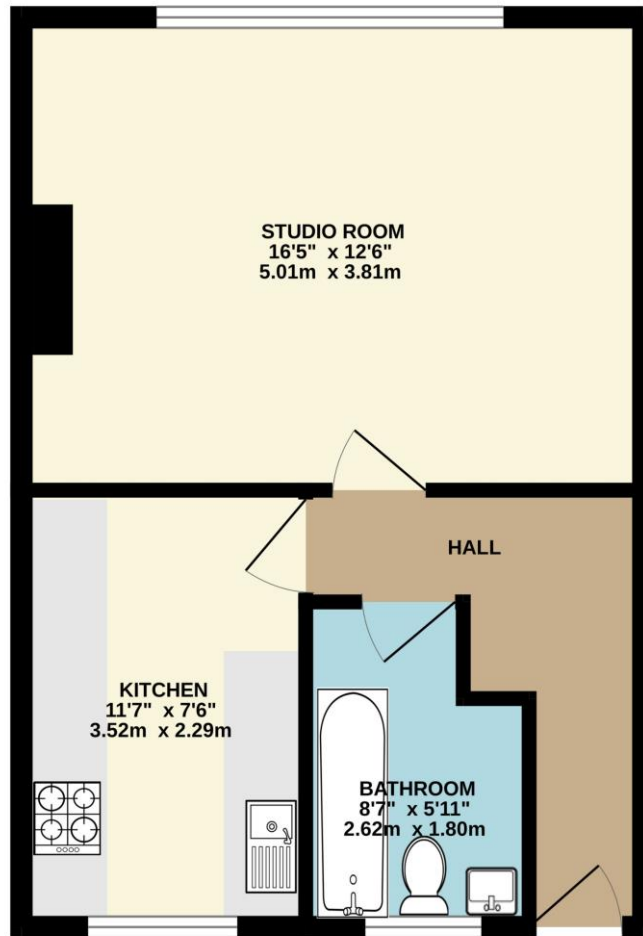 STUDIO ROOM
16'5" x 12'6"
5.01m x 3.81m
HALL
KITCHEN
11'7" x 7'6"
3.52m x 2.29m
BATHROOM
8'7" x 5'11"
2.62m x 1.80m